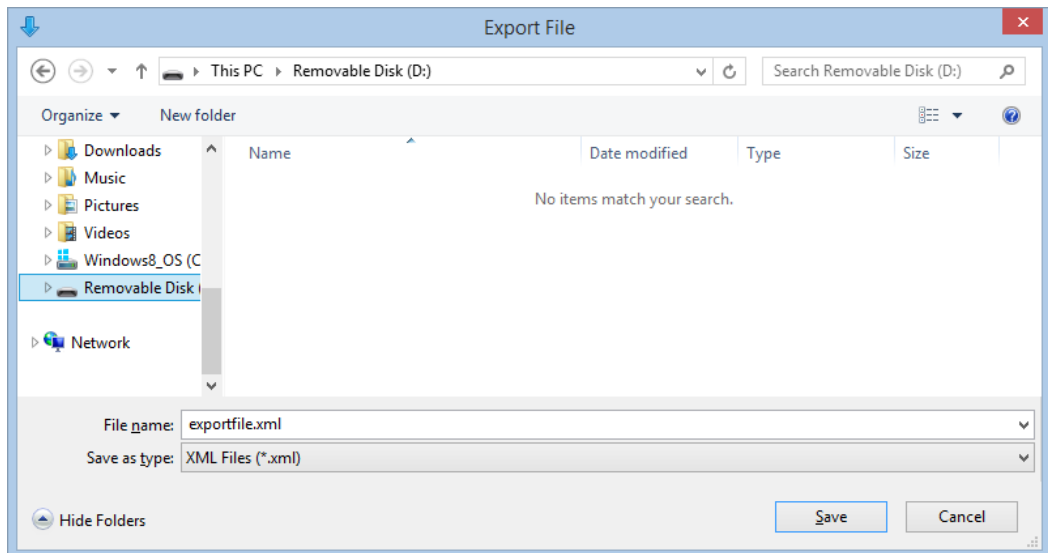 Export File
This PC Removable Disk (D:) Search Removable Disk (D:)
Organize New folder
Name Date modified Type Size
No items match your search.
Downloads
Music
Pictures
Videos
Windows8_OS (C
Removable Disk (
Network
File name: exportfile.xml
Save as type: XML Files (*.xml)
Hide Folders Save Cancel